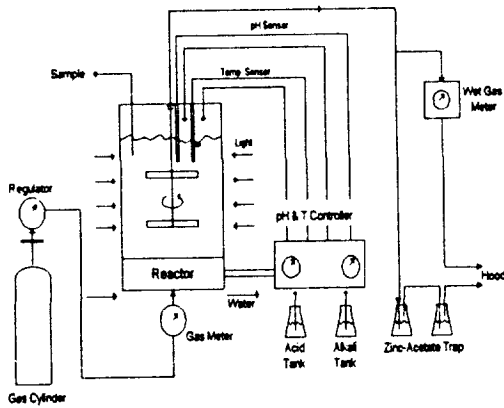 pH Sensor
Sample
Temp Sensor
Wet Gas
Meter
Light
Regulator
pH & T Controller
Reactor
Hood
Water
Gas Meter
Acid
Tank
Alkali
Tank
Zinc-Acetate Trap
Gas Cylinder